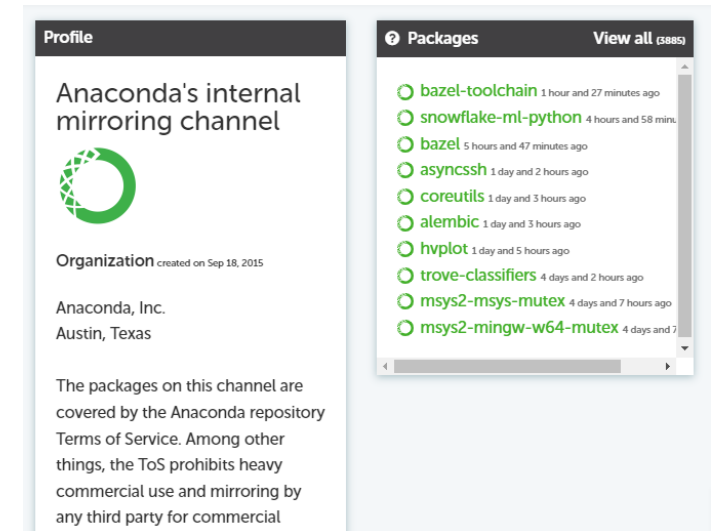 Profile
Anaconda's internal
mirroring channel
Organization created on Sep 18, 2015
Anaconda, Inc.
Austin, Texas
The packages on this channel are
covered by the Anaconda repository
Terms of Service. Among other
things, the ToS prohibits heavy
commercial use and mirroring by
any third party for commercial
Packages View all (3885)
bazel-toolchain 1 hour and 27 minutes ago
snowflake-ml-python 4 hours and 58 minu
bazel 5 hours and 47 minutes ago
asyncssh 1 day and 2 hours ago
coreutils 1 day and 3 hours ago
alembic 1 day and 3 hours ago
hvplot 1 day and 5 hours ago
trove-classifiers 4 days and 2 hours ago
msys2-msys-mutex 4 days and 7 hours ago
msys2-mingw-w64-mutex 4 days and 7